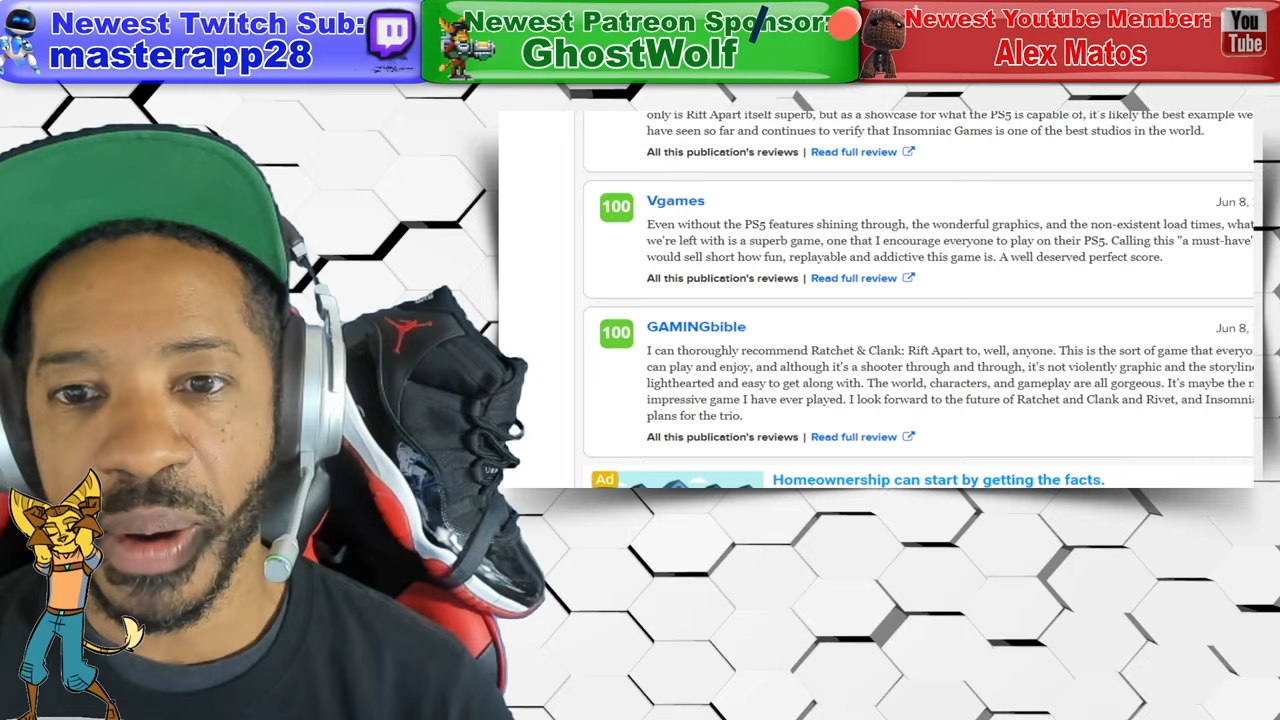 Newest Twitch Sub:
masterapp28
Newest Patreon Sponsor:
GhostWolf
Newest Youtube Member:
Alex Matos
You
Tube
only is Rift Apart itself superb, but as a showcase for what the PS5 is capable of, it's likely the best example we
have seen so far and continues to verify that Insomniac Games is one of the best studios in the world.
All this publication's reviews | Read full review
100
Vgames
Jun 8,
Even without the PS5 features shining through, the wonderful graphics, and the non-existent load times, what
we're left with is a superb game, one that I encourage everyone to play on their PS5. Calling this "a must-have"
would sell short how fun, replayable and addictive this game is. A well deserved perfect score.
All this publication's reviews | Read full review
100
GAMINGbible
Jun 8,
I can thoroughly recommend Ratchet & Clank: Rift Apart to, well, anyone. This is the sort of game that everyo
can play and enjoy, and although it's a shooter through and through, it's not violently graphic and the storyline
lighthearted and easy to get along with. The world, characters, and gameplay are all gorgeous. It's maybe the
impressive game I have ever played. I look forward to the future of Ratchet and Clank and Rivet, and Insomni
plans for the trio.
All this publication's reviews | Read full review
Ad
Homeownership can start by getting the facts.